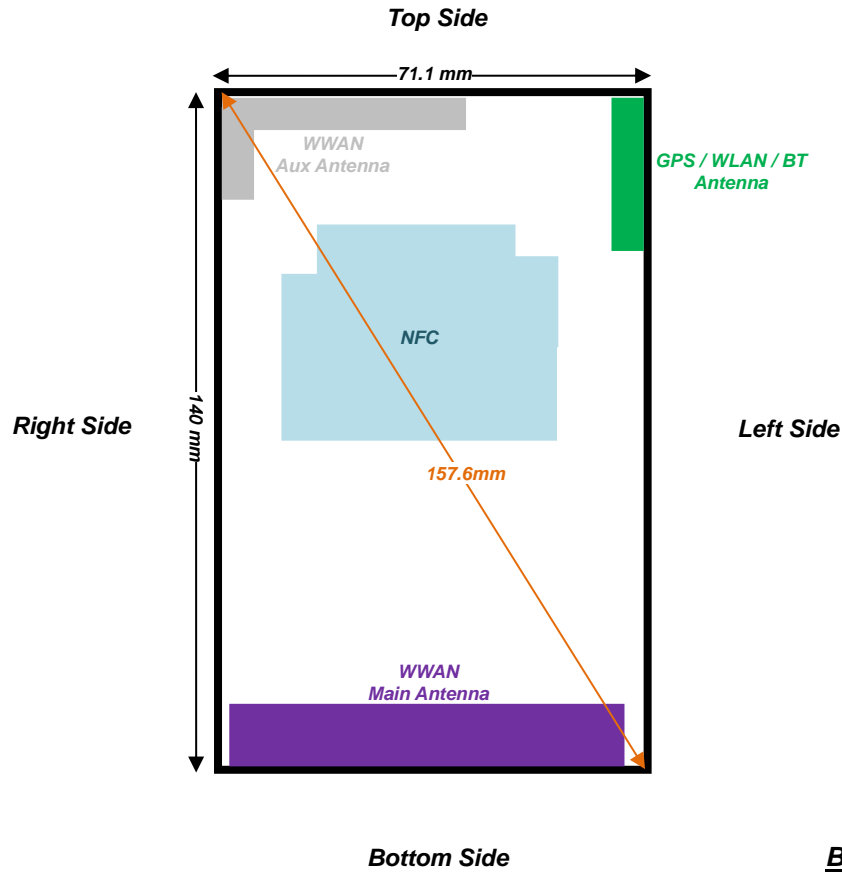 Top Side
71.1 mm
WWAN
Aux Antenna
GPS / WLAN / BT
Antenna
NFC
140 mm
Right Side
Left Side
157.6mm
WWAN
Main Antenna
Bottom Side
B